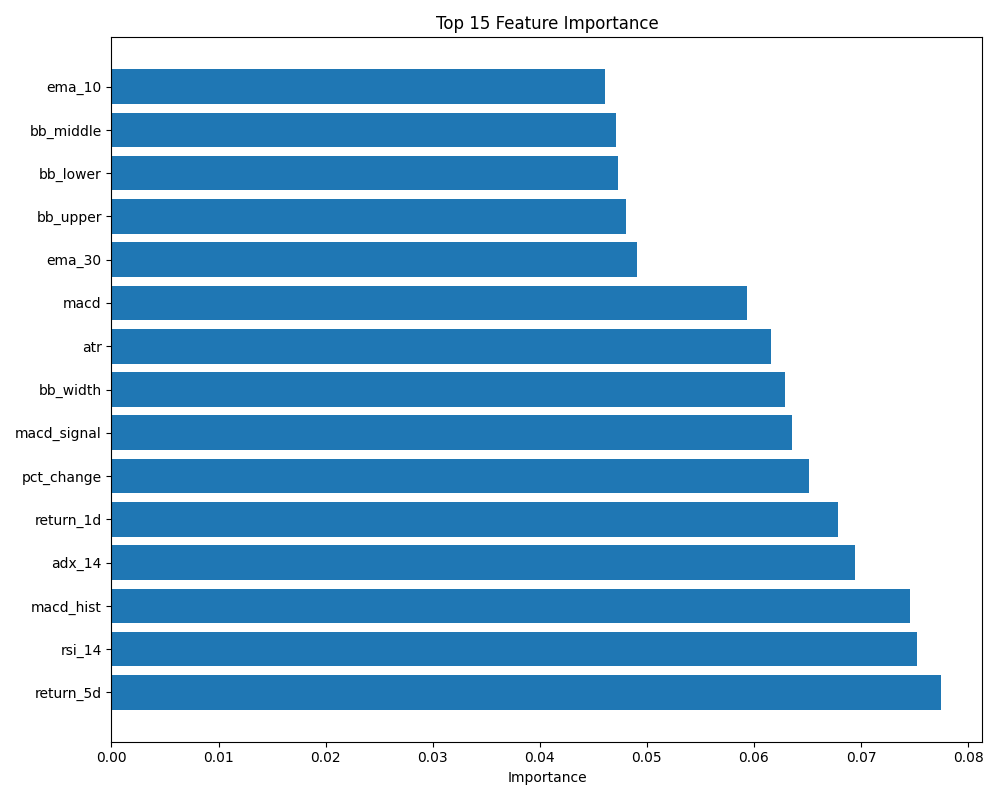 Top 15 Feature Importance
ema_10
bb_middle
bb_lower
bb_upper
ema_30
macd
atr
bb_width
macd_signal
pct_change
return_1d
adx_14
macd_hist
rsi_14
return_5d
0.00 0.01 0.02 0.03 0.04 0.05 0.06 0.07 0.08
Importance